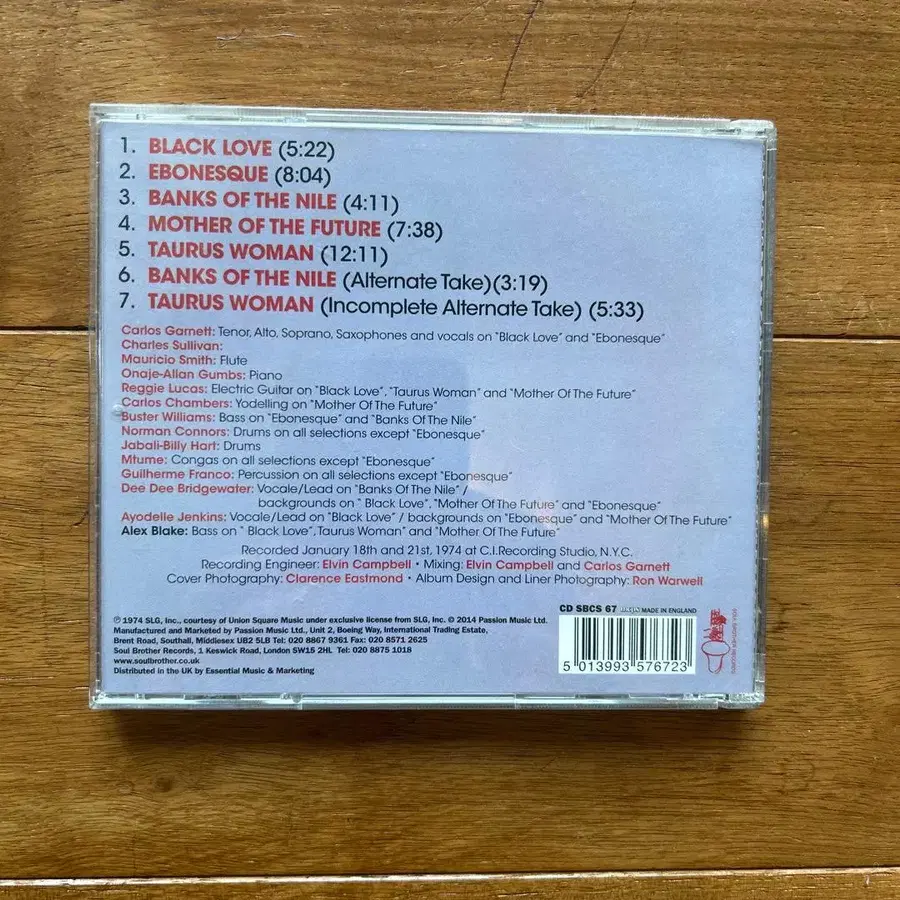 1. BLACK LOVE (5:22)
2. EBONESQUE (8:04)
3. BANKS OF THE NILE (4:11)
4. MOTHER OF THE FUTURE (7:38)
5. TAURUS WOMAN (12:11)
6. BANKS OF THE NILE (Alternate Take)(3:19)
7. TAURUS WOMAN (Incomplete Alternate Take) (5:33)
Carlos Garnett: Tenor, Alto, Soprano, Saxophones and vocals on "Black Love" and "Ebonesque"
Charles Sullivan:
Mauricio Smith: Flute
Onaje-Allan Gumbs: Piano
Reggie Lucas: Electric Guitar on "Black Love", "Taurus Woman" and "Mother Of The Future"
Carlos Chambers: Yodelling on "Mother Of The Future"
Buster Williams: Bass on "Ebonesque" and "Banks Of The Nile"
Norman Connors: Drums on all selections except "Ebonesque"
Jabali-Billy Hart: Drums
Mtume: Congas on all selections except "Ebonesque"
Guilherme Franco: Percussion on all selections except "Ebonesque"
Dee Dee Bridgewater: Vocale/Lead on "Banks Of The Nile" /
backgrounds on " Black Love", "Mother Of The Future" and "Ebonesque"
Ayodelle Jenkins: Vocale/Lead on "Black Love" / backgrounds on "Ebonesque" and "Mother Of The Future"
Alex Blake: Bass on " Black Love", Taurus Woman" and "Mother Of The Future"
Recorded January 18th and 21st, 1974 at C.I.Recording Studio, N.Y.C.
Recording Engineer: Elvin Campbell • Mixing: Elvin Campbell and Carlos Garnett
Cover Photography: Clarence Eastmond • Album Design and Liner Photography: Ron Warwell
℗ 1974 SLG, Inc., courtesy of Union Square Music under exclusive license from SLG, Inc. © 2014 Passion Music Ltd.
Manufactured and Marketed by Passion Music Ltd., Unit 2, Boeing Way, International Trading Estate,
Brent Road, Southall, Middlesex UB2 5LB Tel: 020 8867 9361 Fax: 020 8571 2625
Soul Brother Records, 1 Keswick Road, London SW15 2HL Tel: 020 8875 1018
www.soulbrother.co.uk
Distributed in the UK by Essential Music & Marketing
CD SBCS 67 MADE IN ENGLAND
5 013993 576723
SOUL BROTHER RECORDS